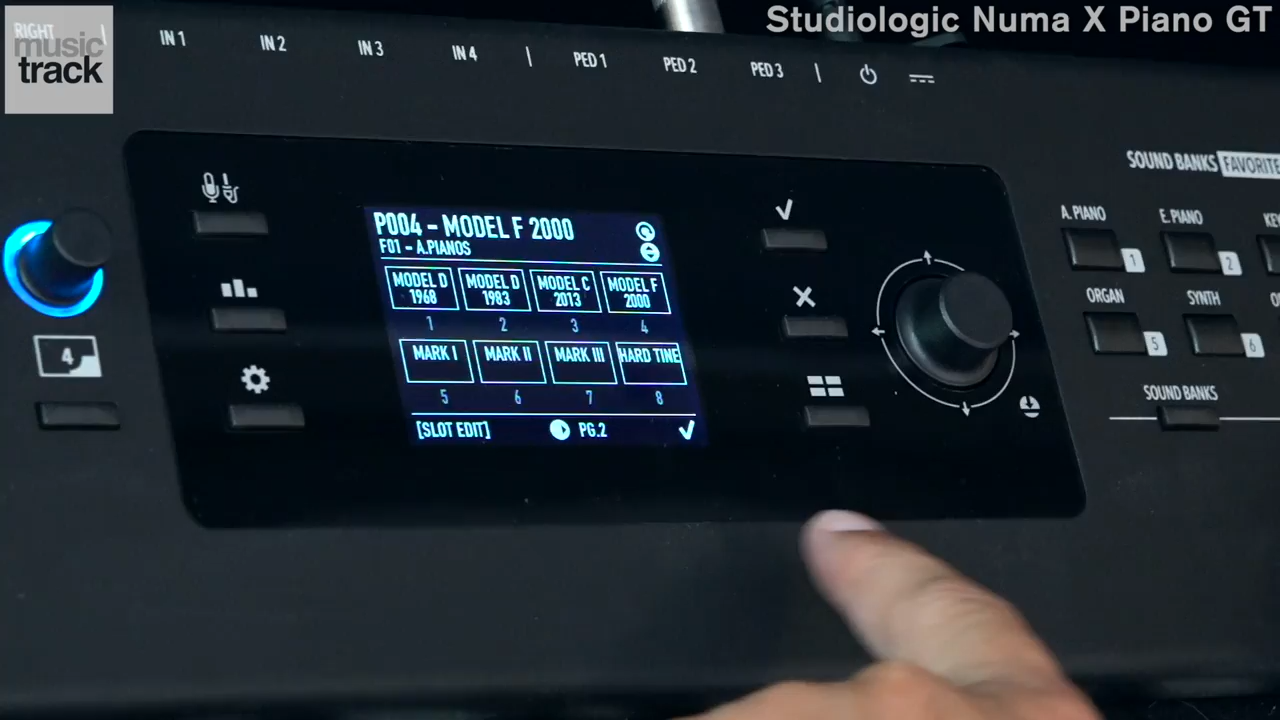 Studiologic Numa X Piano GT
music
track
RIGHT
IN 1
IN 2
IN 3
IN 4
PED 1
PED 2
PED 3
SOUND BANKS
FAVORITE
A. PIANO
E. PIANO
1
2
ORGAN
SYNTH
5
6
SOUND BANKS
4
P004 - MODEL F 2000
F01 - A.PIANOS
MODEL D
1968
MODEL D
1983
MODEL C
2013
MODEL F
2000
1
2
3
4
MARK I
MARK II
MARK III
HARD TINE
5
6
7
8
[SLOT EDIT]
PG.2